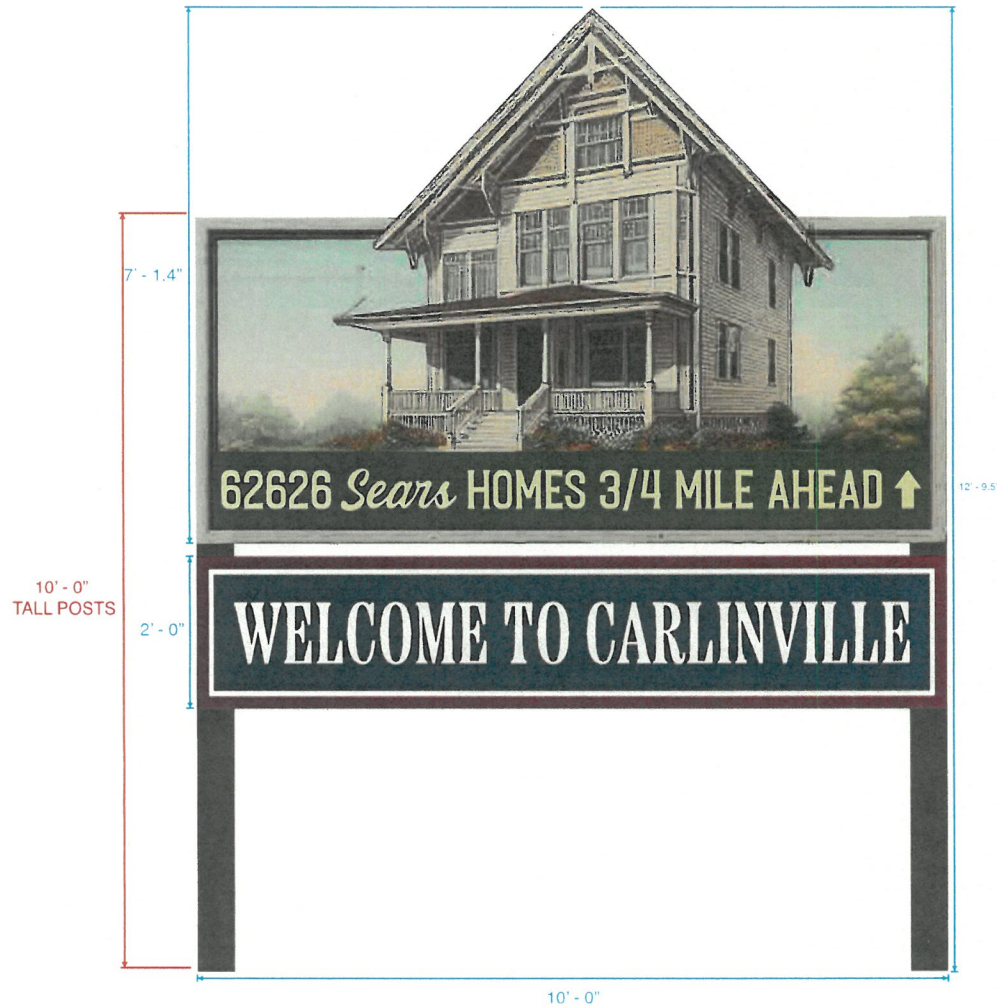 7' - 1.4"
62626 Sears HOMES 3/4 MILE AHEAD ↑
12' - 9.5
10' - 0"
TALL POSTS
2' - 0"
WELCOME TO CARLINVILLE
10' - 0"